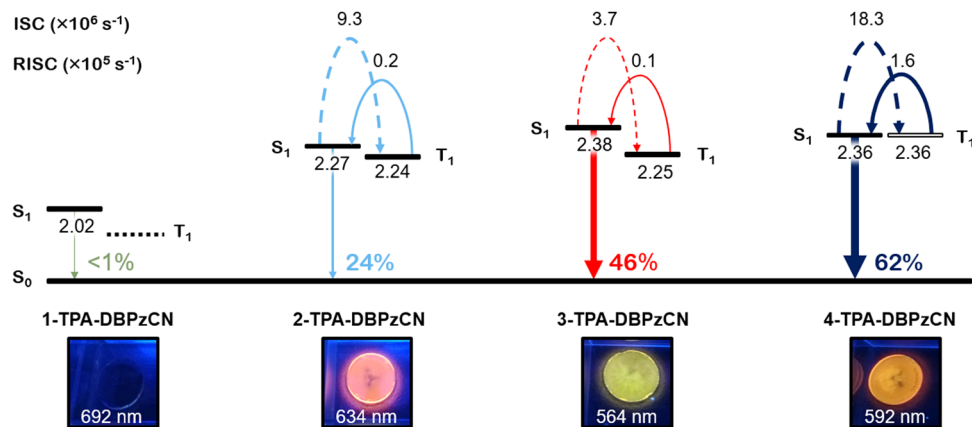 ISC (×10⁶ s⁻¹) 9.3 3.7 18.3
RISC (×10⁵ s⁻¹) 0.2 0.1 1.6
S₁ 2.27 2.24 T₁
S₁ 2.38 2.25 T₁
S₁ 2.36 2.36 T₁
S₁ 2.02 T₁
<1% 24% 46% 62%
S₀
1-TPA-DBPzCN 2-TPA-DBPzCN 3-TPA-DBPzCN 4-TPA-DBPzCN
692 nm 634 nm 564 nm 592 nm